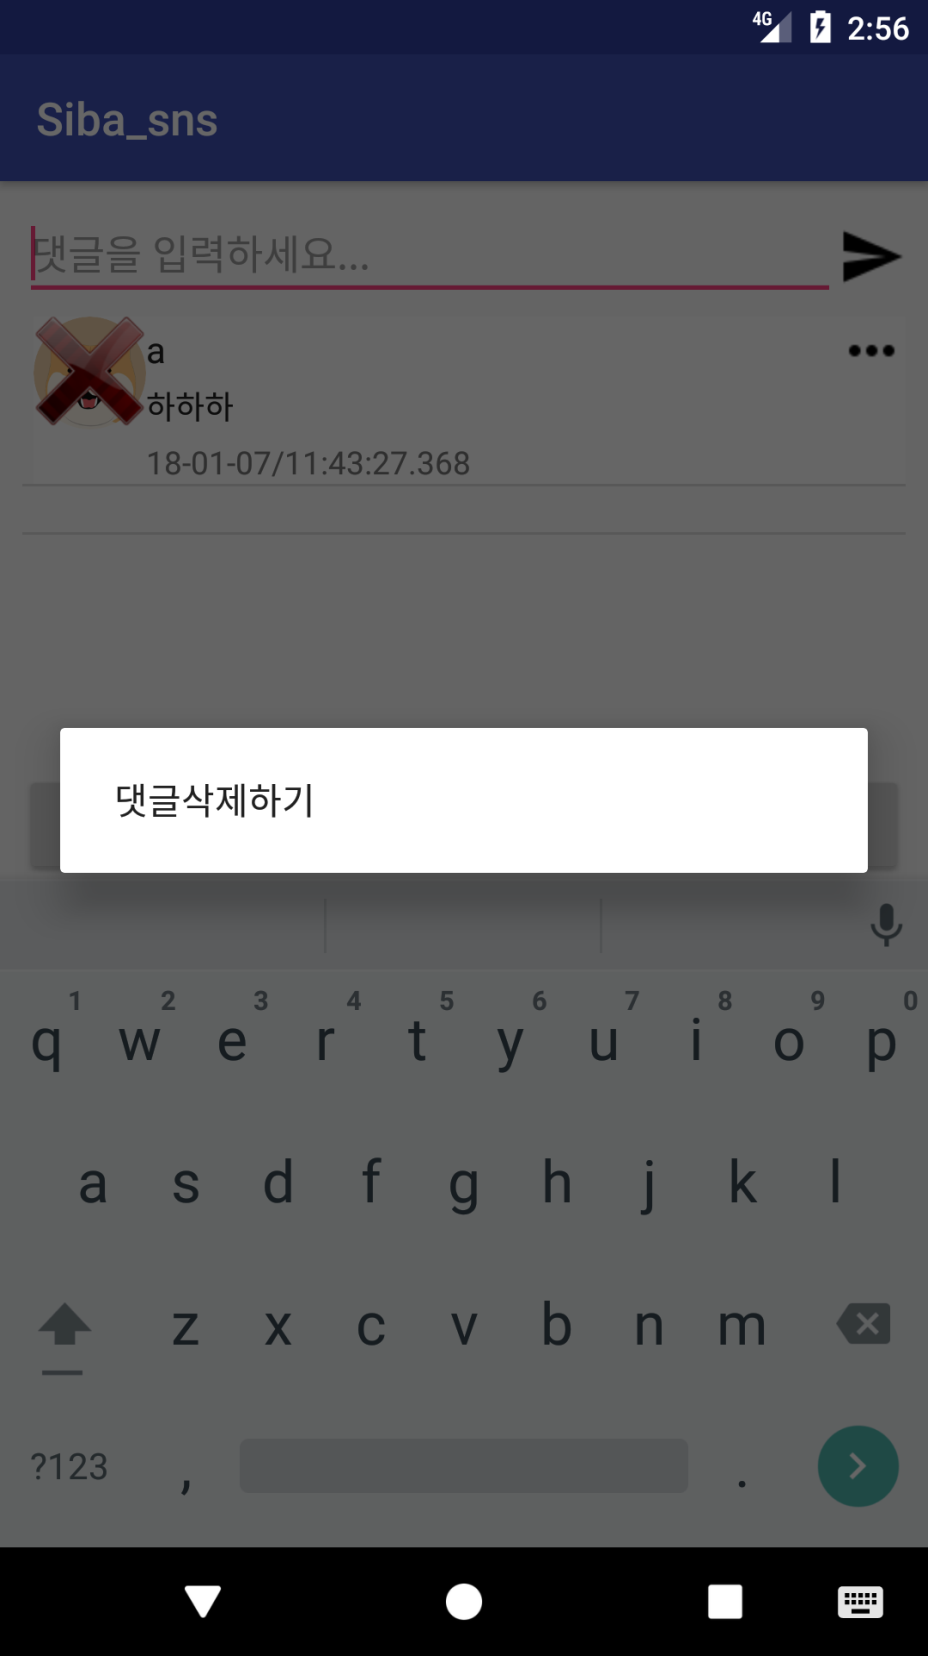 4G 2:56
Siba_sns
댓글을 입력하세요...
a
하하하
18-01-07/11:43:27.368
댓글삭제하기
1 2 3 4 5 6 7 8 9 0
q w e r t y u i o p
a s d f g h j k l
z x c v b n m
?123 , .